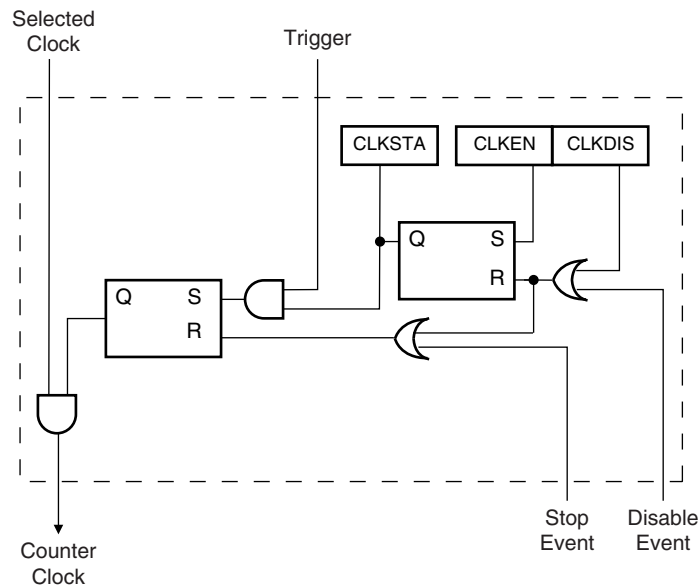 Selected
Clock
Trigger
CLKSTA
CLKEN
CLKDIS
Q
S
R
Q
S
R
Stop
Event
Disable
Event
Counter
Clock